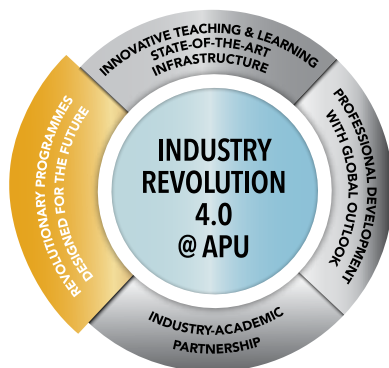 INNOVATIVE TEACHING & LEARNING
STATE-OF-THE-ART
INFRASTRUCTURE
PROFESSIONAL DEVELOPMENT
WITH GLOBAL OUTLOOK
INDUSTRY-ACADEMIC
PARTNERSHIP
REVOLUTIONARY PROGRAMMES
DESIGNED FOR THE FUTURE
INDUSTRY
REVOLUTION
4.0
@ APU